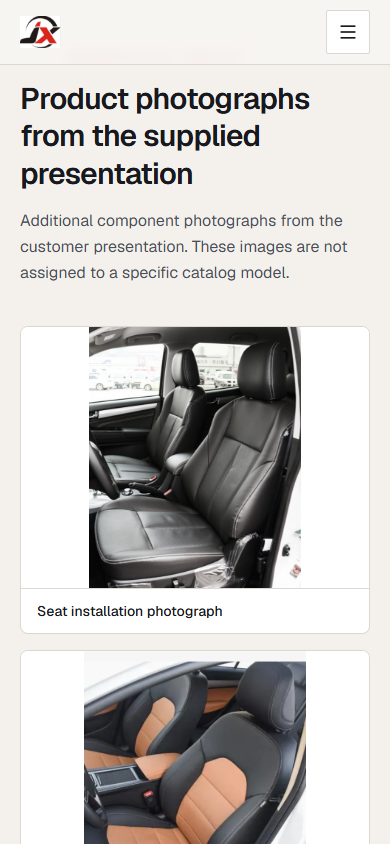 JX
Product photographs
from the supplied
presentation
Additional component photographs from the
customer presentation. These images are not
assigned to a specific catalog model.
Seat installation photograph